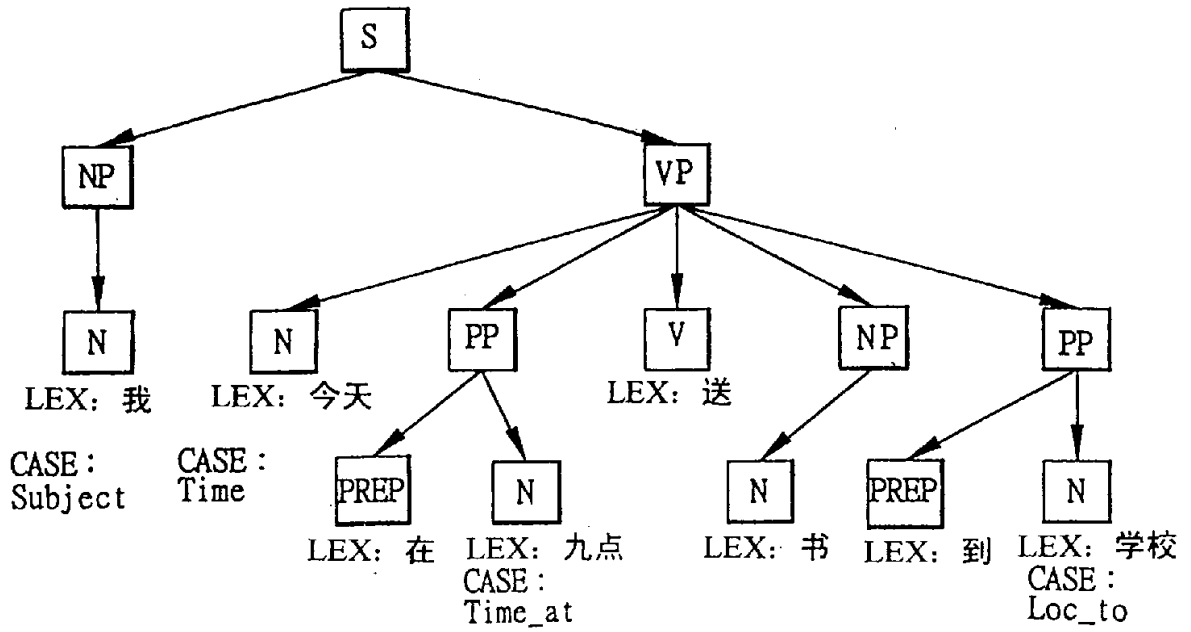 S
NP
VP
N
N
PP
V
NP
PP
LEX: 我
LEX: 今天
LEX: 送
CASE:
Subject
CASE:
Time
PREP
N
N
PREP
N
LEX: 在
LEX: 九点
LEX: 书
LEX: 到
LEX: 学校
CASE:
Time_at
CASE:
Loc_to